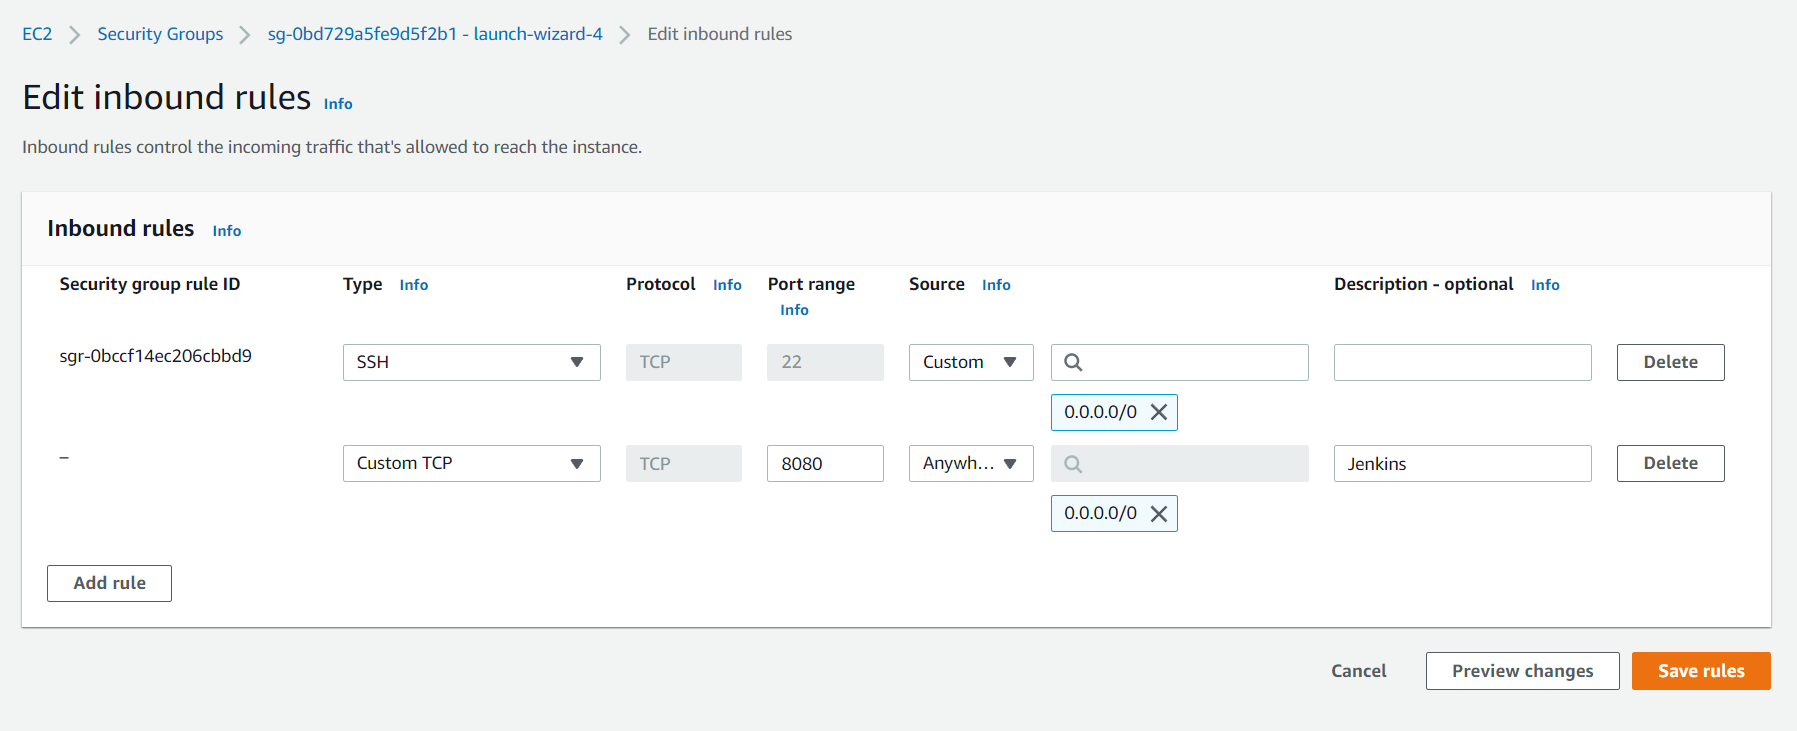 EC2 > Security Groups > sg-0bd729a5fe9d5f2b1 - launch-wizard-4 > Edit inbound rules
Edit inbound rules Info
Inbound rules control the incoming traffic that's allowed to reach the instance.
Inbound rules Info
Security group rule ID Type Info Protocol Info Port range Source Info Description - optional Info
Info
sgr-0bccf14ec206cbbd9 SSH TCP 22 Custom Delete
0.0.0.0/0
– Custom TCP TCP 8080 Anywh... Jenkins Delete
0.0.0.0/0
Add rule
Cancel Preview changes Save rules